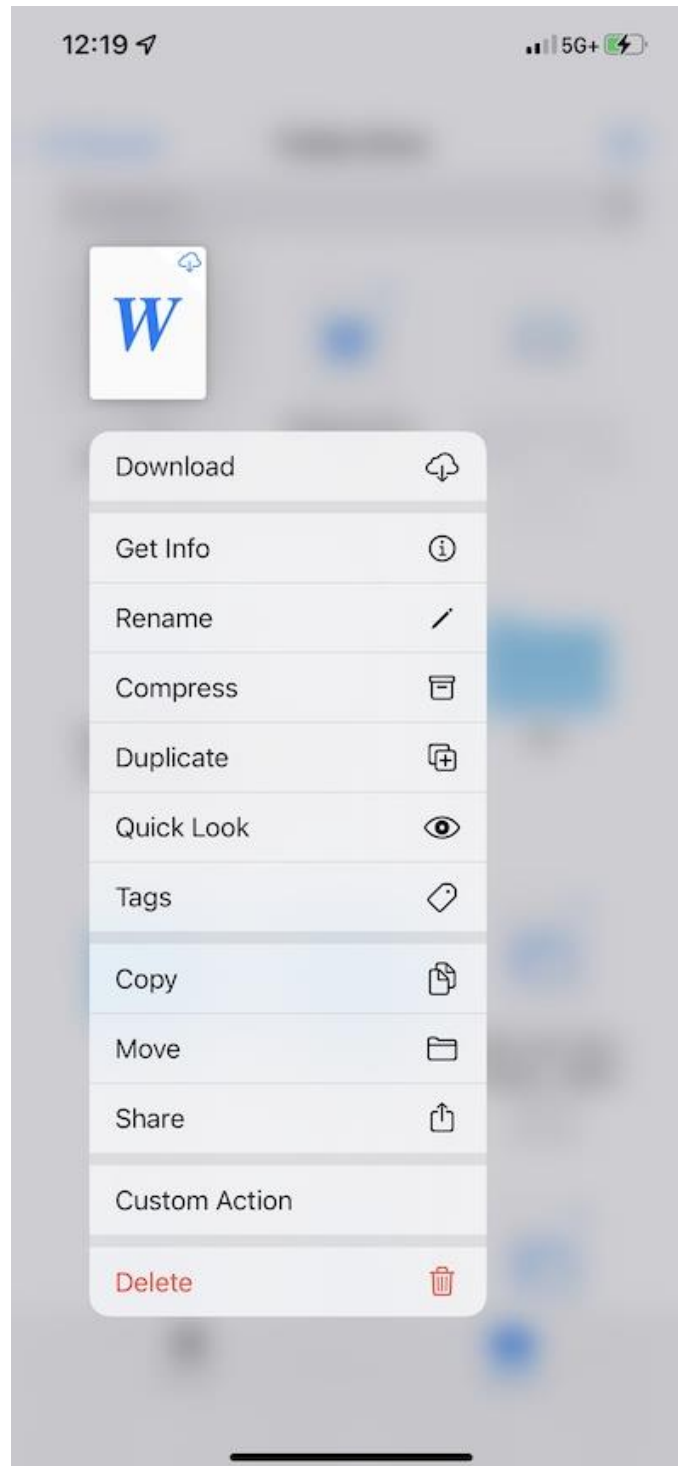 12:19
5G+
W
Download
Get Info
Rename
Compress
Duplicate
Quick Look
Tags
Copy
Move
Share
Custom Action
Delete